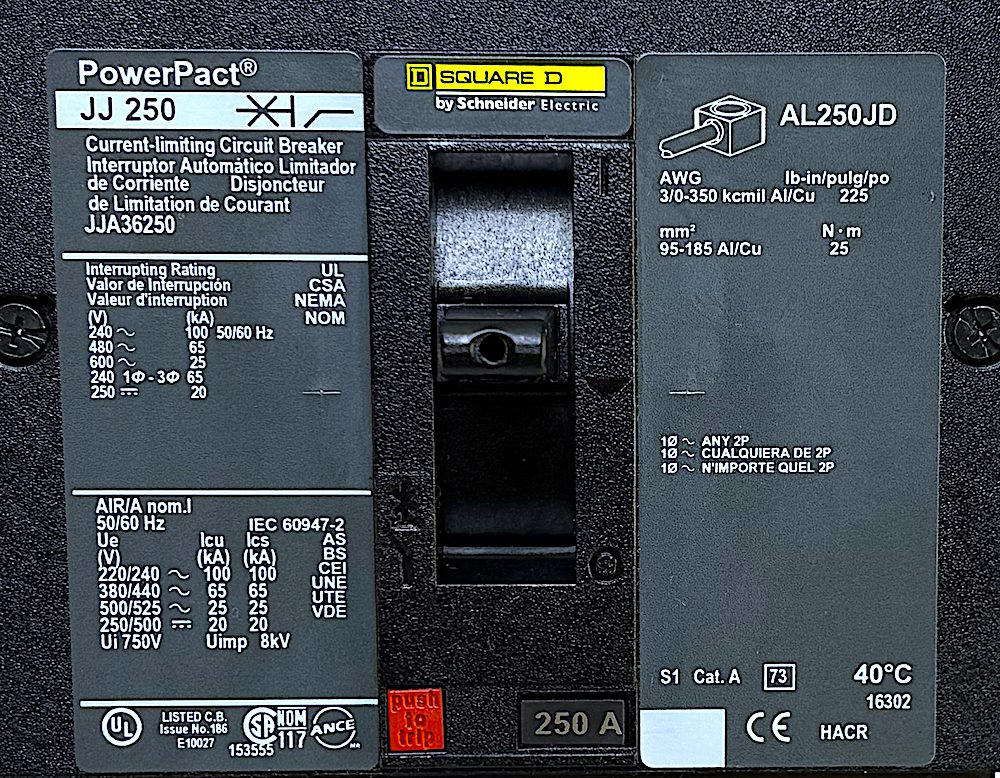 PowerPact®
JJ 250
Current-limiting Circuit Breaker
Interruptor Automático Limitador
de Corriente Disjoncteur
de Limitation de Courant
JJA36250
Interrupting Rating UL
Valor de Interrupción CSA
Valeur d'interruption NEMA
(V) (kA) NOM
240 ~ 100 50/60 Hz
480 ~ 65
600 ~ 25
240 1Φ - 3Φ 65
250 ⎓ 20
AIR/A nom.I
50/60 Hz IEC 60947-2
Ue Icu Ics AS
(V) (kA) (kA) BS
CEI
220/240 ~ 100 100
UNE
380/440 ~ 65 65
UTE
500/525 ~ 25 25
VDE
250/500 ⎓ 20 20
Ui 750V Uimp 8kV
UL
LISTED C.B.
Issue No.186
E10027
SA
153555
NOM
117
ANCE
MR
D SQUARE D
by Schneider Electric
I
O
push
to
trip
250 A
AL250JD
AWG lb-in/pulg/po
3/0-350 kcmil Al/Cu 225
mm² N·m
95-185 Al/Cu 25
1Ø ~ ANY 2P
1Ø ~ CUALQUIERA DE 2P
1Ø ~ N'IMPORTE QUEL 2P
S1 Cat. A 73 40°C
16302
CE HACR